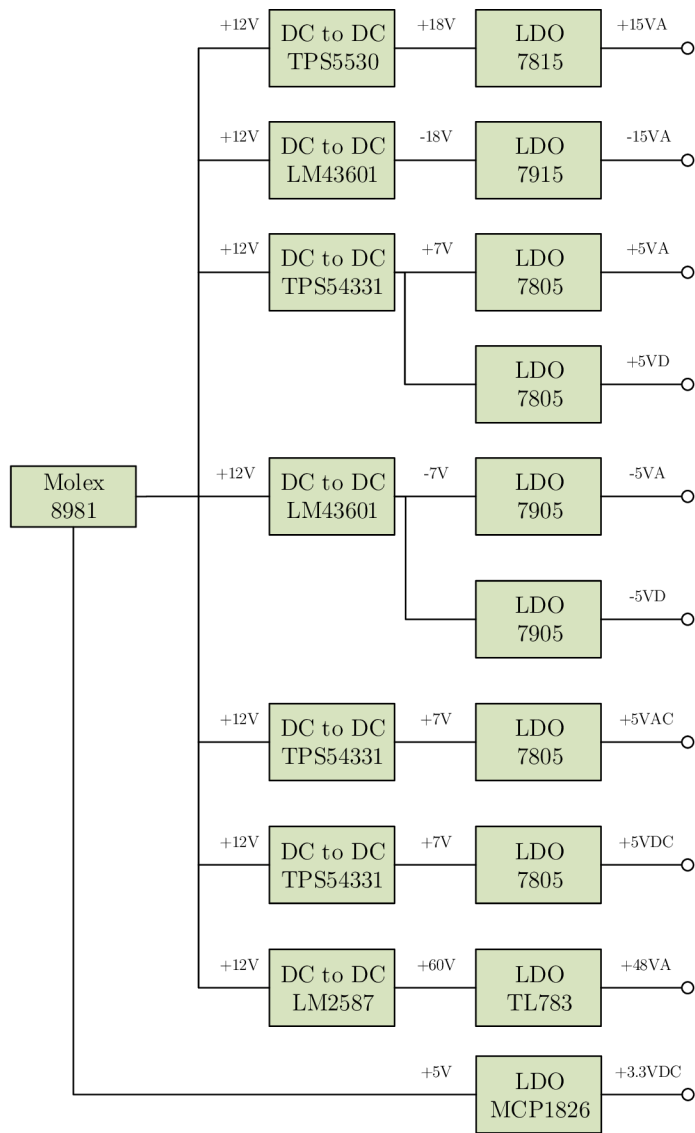 +12V
DC to DC
TPS5530
+18V
LDO
7815
+15VA
+12V
DC to DC
LM43601
-18V
LDO
7915
-15VA
+12V
DC to DC
TPS54331
+7V
LDO
7805
+5VA
LDO
7805
+5VD
Molex
8981
+12V
DC to DC
LM43601
-7V
LDO
7905
-5VA
LDO
7905
-5VD
+12V
DC to DC
TPS54331
+7V
LDO
7805
+5VAC
+12V
DC to DC
TPS54331
+7V
LDO
7805
+5VDC
+12V
DC to DC
LM2587
+60V
LDO
TL783
+48VA
+5V
LDO
MCP1826
+3.3VDC